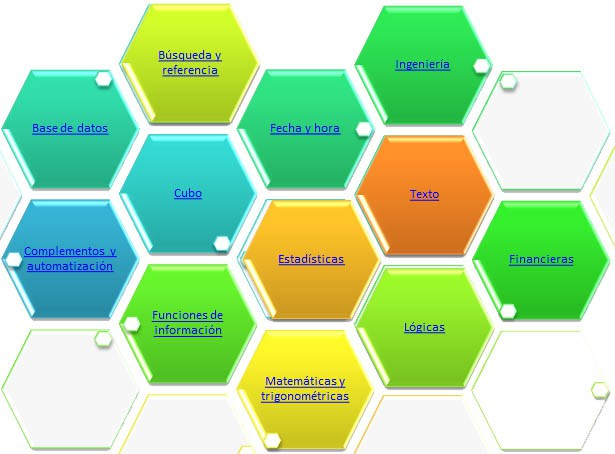 Búsqueda y
referencia
Ingeniería
Base de datos
Fecha y hora
Cubo
Texto
Complementos y
automatización
Estadísticas
Financieras
Funciones de
información
Lógicas
Matemáticas y
trigonométricas